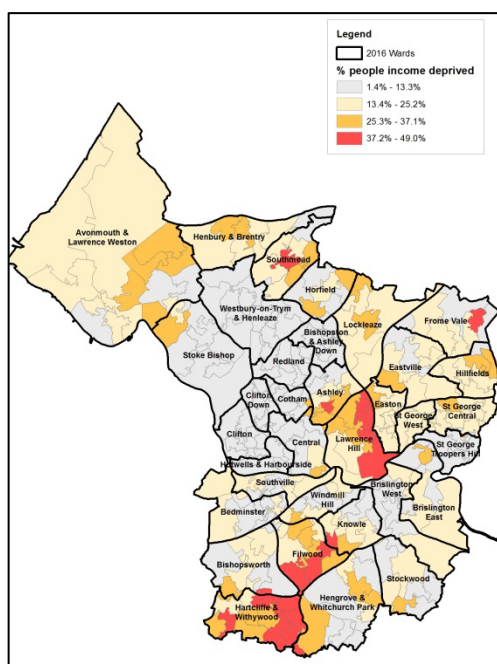 Legend
2016 Wards
% people income deprived
1.4% - 13.3%
13.4% - 25.2%
25.3% - 37.1%
37.2% - 49.0%
Avonmouth &
Lawrence Weston
Henbury & Brentry
Southmead
Horfield
Lockleaze
Frome Vale
Westbury-on-Trym
& Henleaze
Bishopston
& Ashley
Down
Stoke Bishop
Redland
Eastville
Hillfields
Clifton
Down
Cotham
Ashley
Easton
St George
West
St George
Central
Clifton
Central
Lawrence
Hill
St George
Troopers Hill
Hotwells & Harbourside
Southville
Brislington
West
Windmill
Hill
Bedminster
Knowle
Brislington
East
Bishopsworth
Filwood
Stockwood
Hengrove &
Whitchurch Park
Hartcliffe &
Withywood